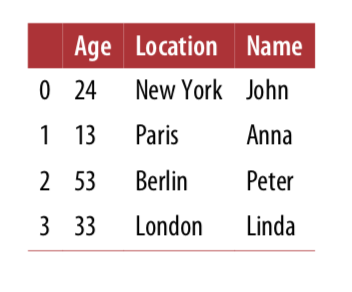 Age Location Name
0 24 New York John
1 13 Paris Anna
2 53 Berlin Peter
3 33 London Linda